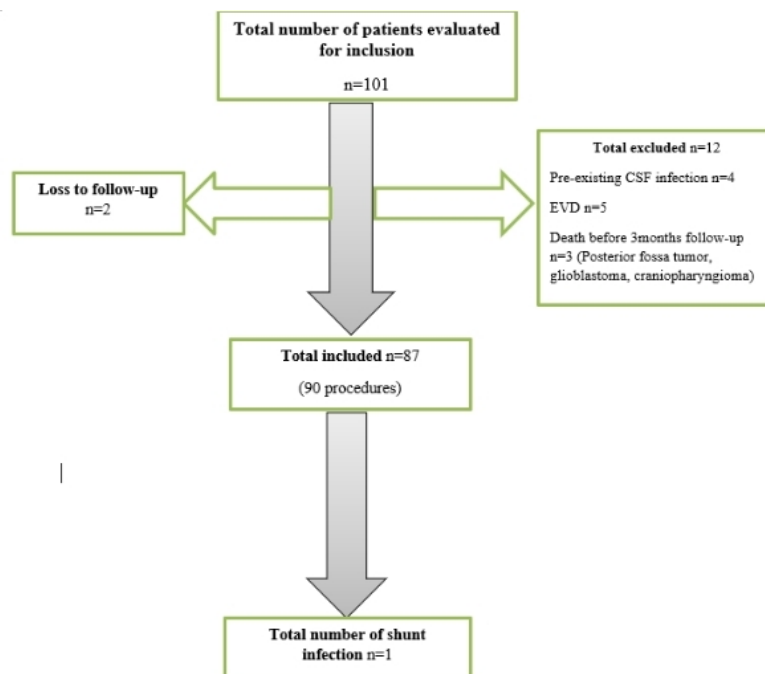 Total number of patients evaluated
for inclusion
n=101
Loss to follow-up
n=2
Total excluded n=12
Pre-existing CSF infection n=4
EVD n=5
Death before 3months follow-up
n=3 (Posterior fossa tumor,
glioblastoma, craniopharyngioma)
Total included n=87
(90 procedures)
Total number of shunt
infection n=1